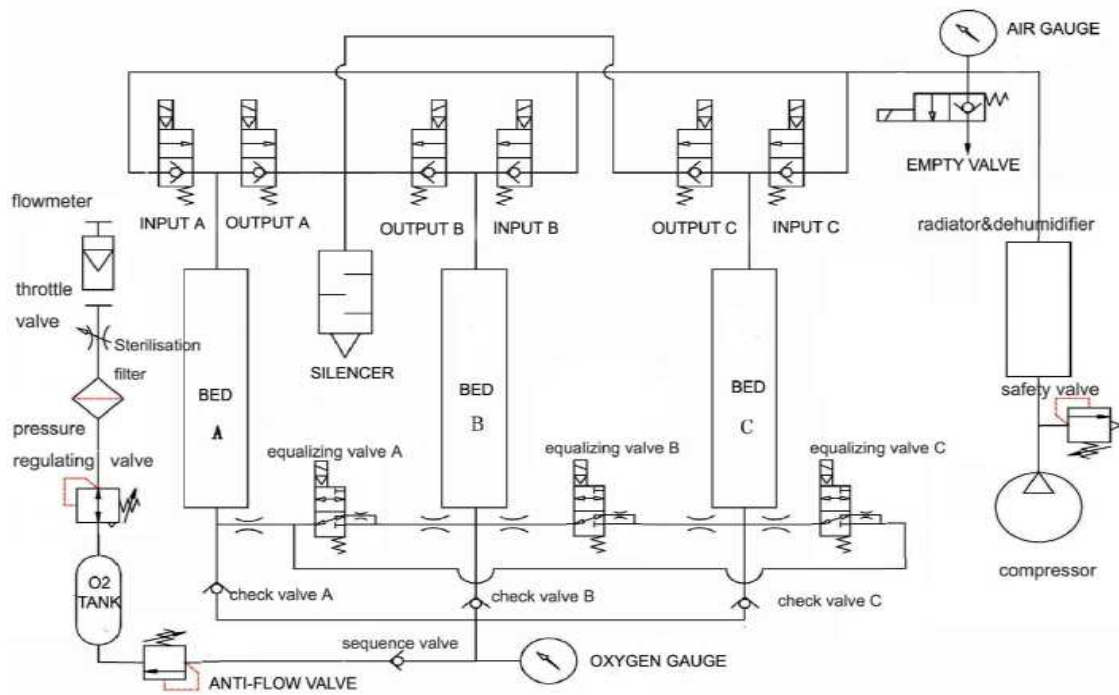 AIR GAUGE
EMPTY VALVE
flowmeter
INPUT A
OUTPUT A
OUTPUT B
INPUT B
OUTPUT C
INPUT C
radiator&dehumidifier
throttle
valve
Sterilisation
filter
SILENCER
BED
A
BED
B
BED
C
safety valve
pressure
regulating valve
equalizing valve A
equalizing valve B
equalizing valve C
compressor
O2
TANK
check valve A
check valve B
check valve C
sequence valve
OXYGEN GAUGE
ANTI-FLOW VALVE